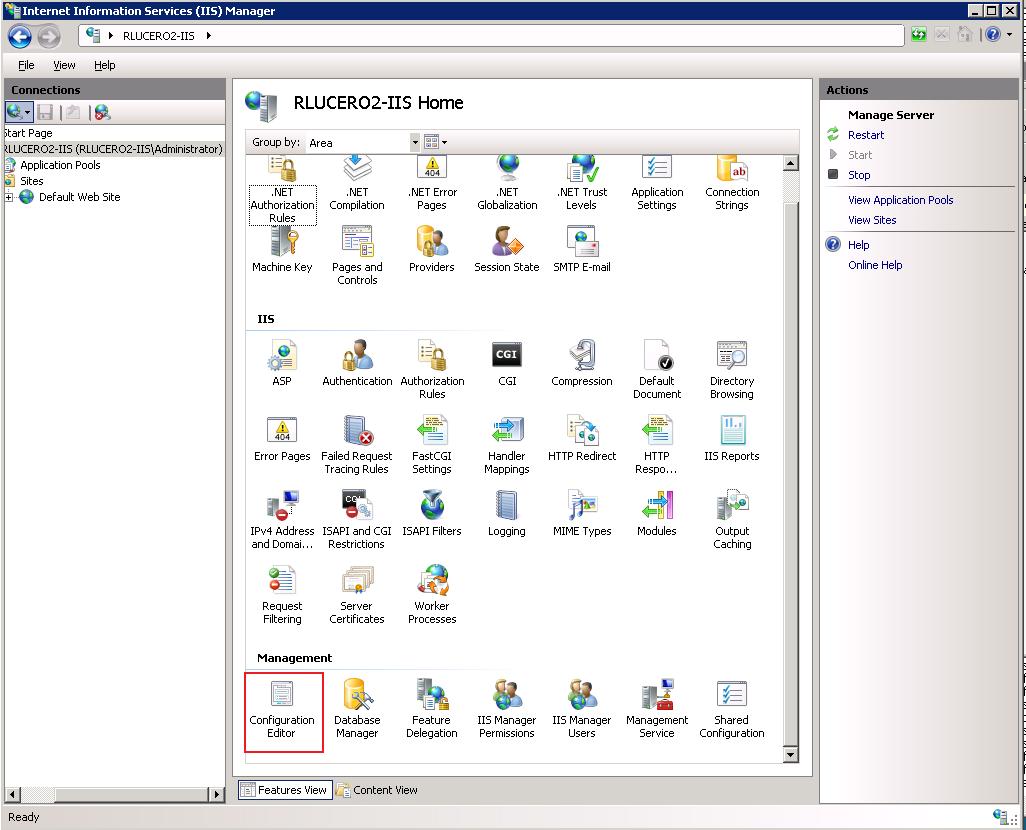 Internet Information Services (IIS) Manager
RLUCERO2-IIS
File View Help
Connections
Start Page
RLUCERO2-IIS (RLUCERO2-IIS\Administrator)
Application Pools
Sites
Default Web Site
RLUCERO2-IIS Home
Group by: Area
.NET Authorization Rules
.NET Compilation
404
.NET Error Pages
.NET Globalization
.NET Trust Levels
Application Settings
ab
Connection Strings
Machine Key
Pages and Controls
Providers
Session State
SMTP E-mail
IIS
ASP
Authentication
Authorization Rules
CGI
CGI
Compression
Default Document
Directory Browsing
404
Error Pages
Failed Request Tracing Rules
FastCGI Settings
Handler Mappings
HTTP Redirect
HTTP Respo...
IIS Reports
IPv4 Address and Domai...
CGI
ISAPI and CGI Restrictions
ISAPI Filters
Logging
MIME Types
Modules
Output Caching
Request Filtering
Server Certificates
Worker Processes
Management
Configuration Editor
Database Manager
Feature Delegation
IIS Manager Permissions
IIS Manager Users
Management Service
Shared Configuration
Features View
Content View
Actions
Manage Server
Restart
Start
Stop
View Application Pools
View Sites
Help
Online Help
Ready